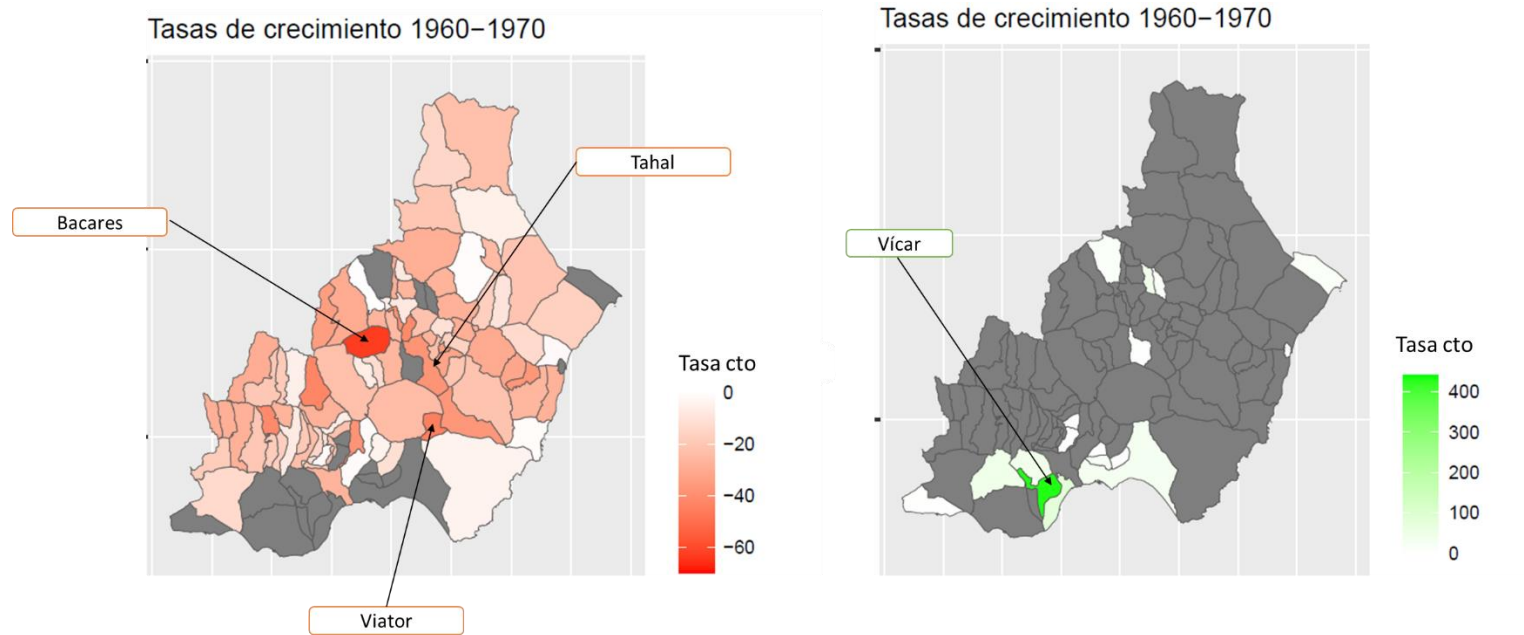 Tasas de crecimiento 1960−1970
Tahal
Bacares
Tasa cto
0
−20
−40
−60
Viator
Tasas de crecimiento 1960−1970
Vícar
Tasa cto
400
300
200
100
0